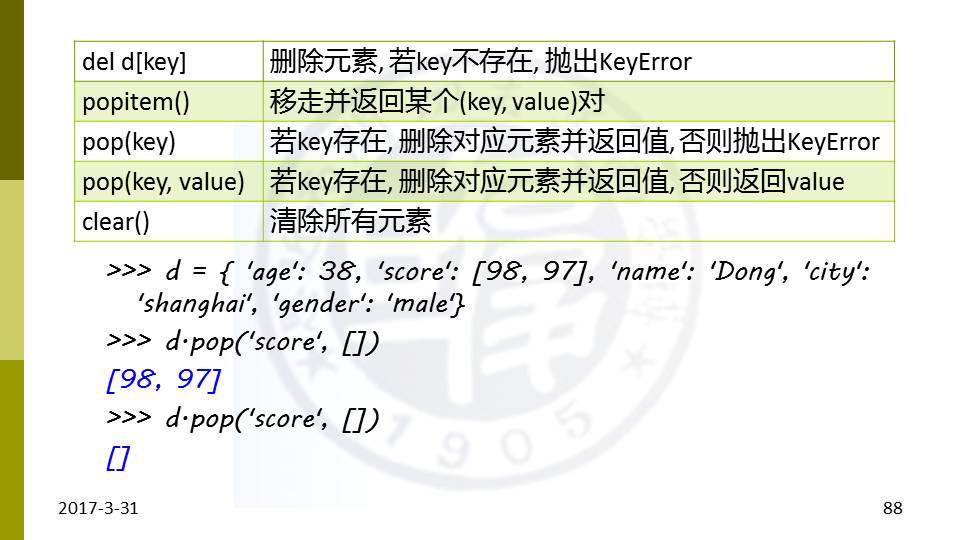 del d[key] 删除元素, 若key不存在, 抛出KeyError
popitem() 移走并返回某个(key, value)对
pop(key) 若key存在, 删除对应元素并返回值, 否则抛出KeyError
pop(key, value) 若key存在, 删除对应元素并返回值, 否则返回value
clear() 清除所有元素
>>> d = { 'age': 38, 'score': [98, 97], 'name': 'Dong', 'city':
'shanghai', 'gender': 'male'}
>>> d.pop('score', [])
[98, 97]
>>> d.pop('score', [])
[]
1905
2017-3-31
88